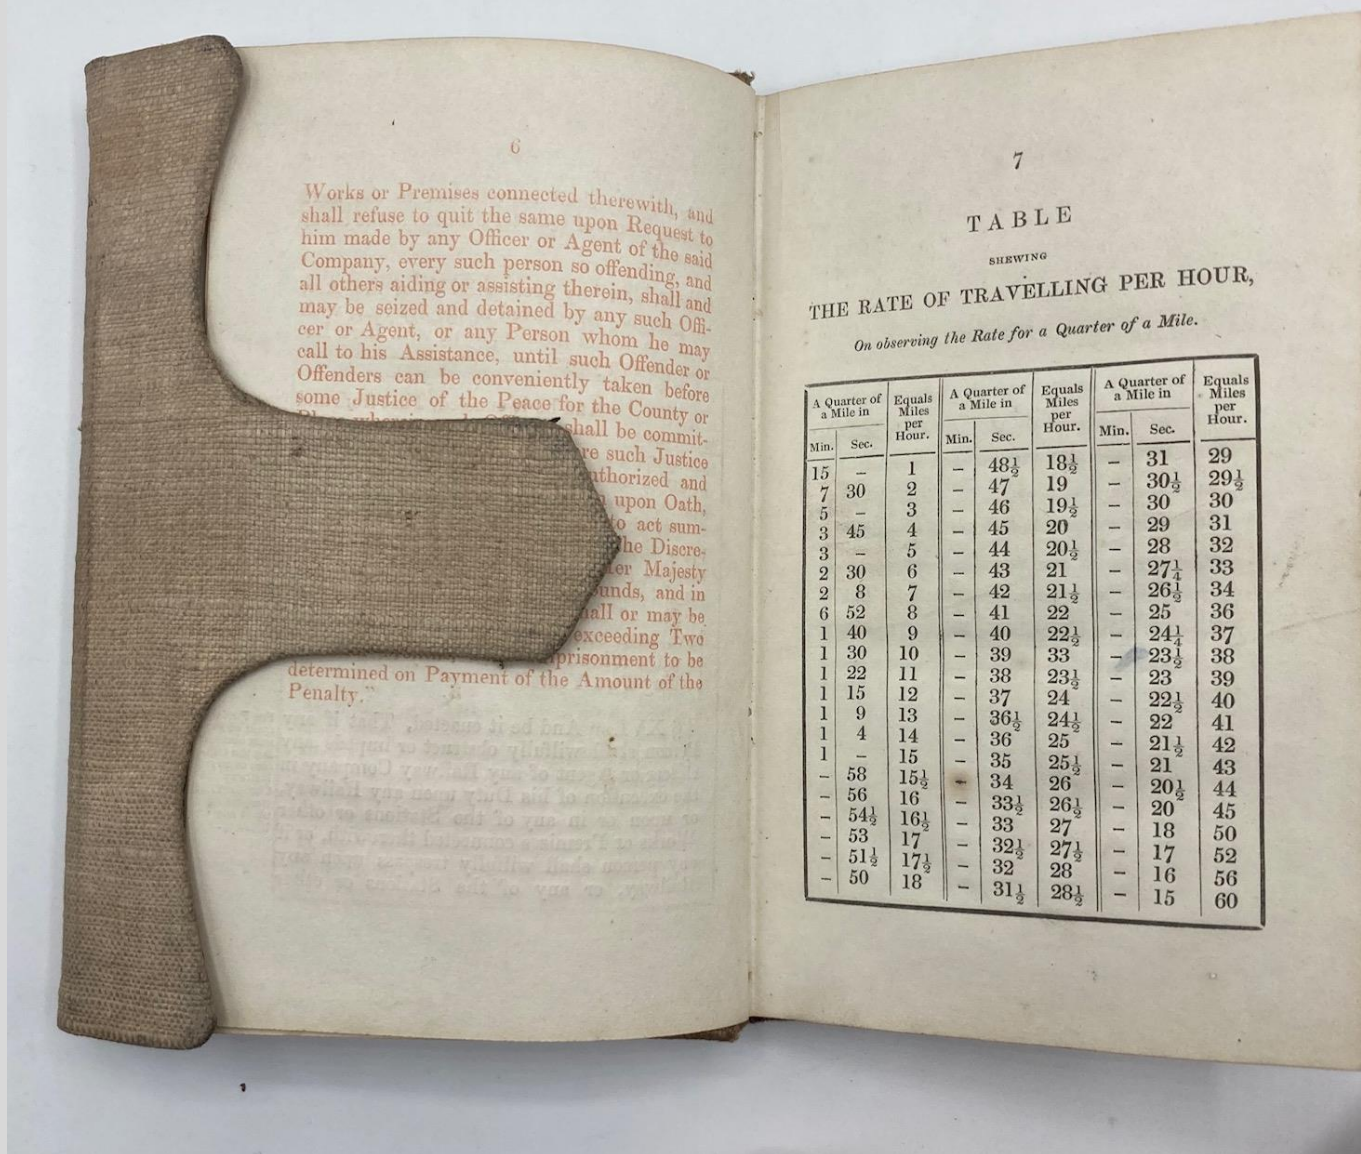 6
Works or Premises connected therewith, and
shall refuse to quit the same upon Request to
him made by any Officer or Agent of the said
Company, every such person so offending, and
all others aiding or assisting therein, shall and
may be seized and detained by any such Offi-
cer or Agent, or any Person whom he may
call to his Assistance, until such Offender or
Offenders can be conveniently taken before
some Justice of the Peace for the County or
shall be commit-
such Justice
and
upon Oath,
act sum-
Discre-
Majesty
and in
or may be
exceeding Two
to be
determined on Payment of the Amount of the
Penalty."
7
TABLE
SHEWING
THE RATE OF TRAVELLING PER HOUR,
On observing the Rate for a Quarter of a Mile.
A Quarter of a Mile in Equals Miles per Hour. A Quarter of a Mile in Equals Miles per Hour. A Quarter of a Mile in Equals Miles per Hour.
Min. Sec. Min. Sec. Min. Sec.
15 – 1 – 48½ 18½ – 31 29
7 30 2 – 47 19 – 30½ 29½
5 – 3 – 46 19½ – 30 30
3 45 4 – 45 20 – 29 31
3 – 5 – 44 20½ – 28 32
2 30 6 – 43 21 – 27¼ 33
2 8 7 – 42 21½ – 26½ 34
6 52 8 – 41 22 – 25 36
1 40 9 – 40 22½ – 24¼ 37
1 30 10 – 39 33 – 23½ 38
1 22 11 – 38 23½ – 23 39
1 15 12 – 37 24 – 22½ 40
1 9 13 – 36½ 24½ – 22 41
1 4 14 – 36 25 – 21½ 42
1 – 15 – 35 25½ – 21 43
– 58 15½ – 34 26 – 20½ 44
– 56 16 – 33½ 26½ – 20 45
– 54½ 16½ – 33 27 – 18 50
– 53 17 – 32½ 27½ – 17 52
– 51½ 17½ – 32 28 – 16 56
– 50 18 – 31½ 28½ – 15 60